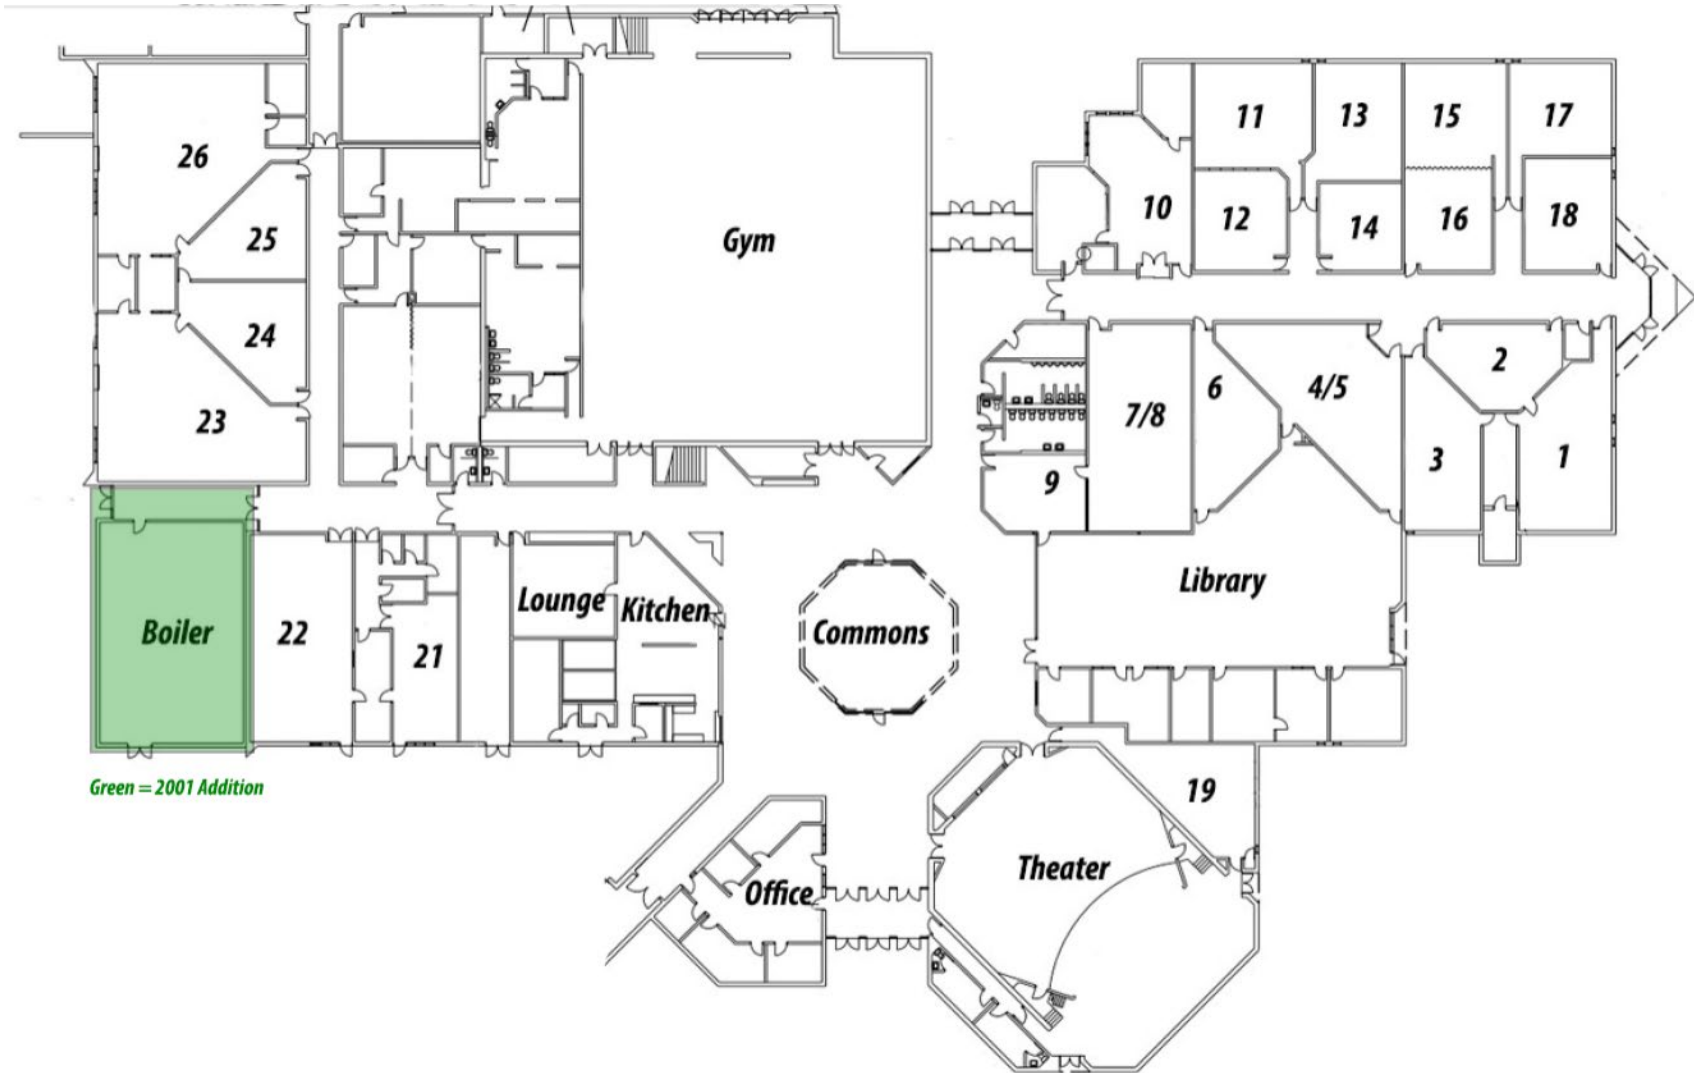 11
13
15
17
26
10
12
14
16
18
25
Gym
24
2
6
4/5
23
7/8
3
1
9
Library
Lounge
Kitchen
Boiler
22
Commons
21
Green = 2001 Addition
19
Theater
Office